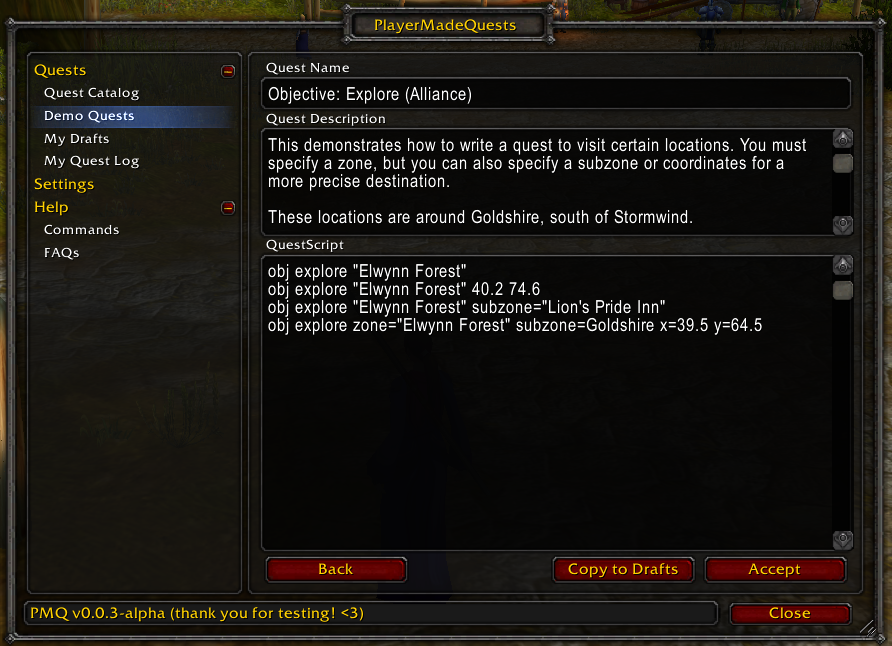 PlayerMadeQuests
Quests
Quest Catalog
Demo Quests
My Drafts
My Quest Log
Settings
Help
Commands
FAQs
Quest Name
Objective: Explore (Alliance)
Quest Description
This demonstrates how to write a quest to visit certain locations. You must
specify a zone, but you can also specify a subzone or coordinates for a
more precise destination.
These locations are around Goldshire, south of Stormwind.
QuestScript
obj explore "Elwynn Forest"
obj explore "Elwynn Forest" 40.2 74.6
obj explore "Elwynn Forest" subzone="Lion's Pride Inn"
obj explore zone="Elwynn Forest" subzone=Goldshire x=39.5 y=64.5
Back
Copy to Drafts
Accept
PMQ v0.0.3-alpha (thank you for testing! <3)
Close